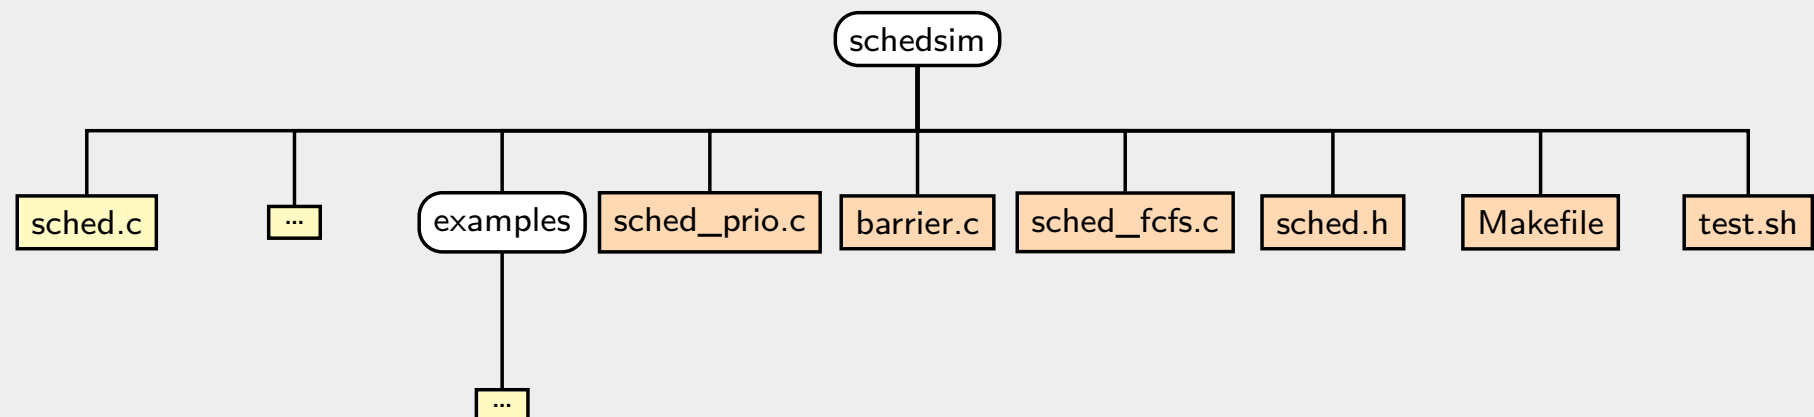 schedsim
sched.c
...
examples
sched_prio.c
barrier.c
sched_fcfs.c
sched.h
Makefile
test.sh
...